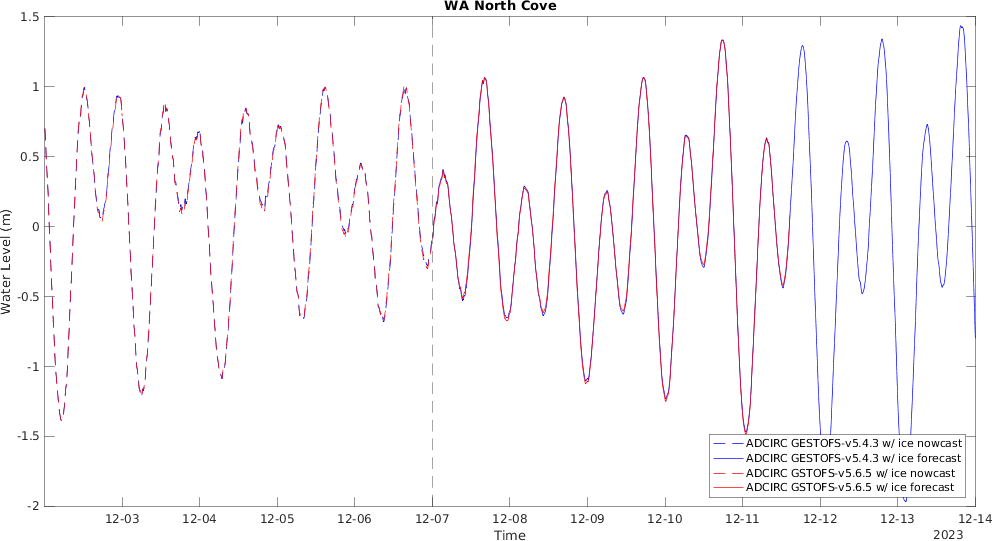 WA North Cove
1.5
1
0.5
0
-0.5
-1
-1.5
-2
Water Level (m)
ADCIRC GESTOFS-v5.4.3 w/ ice nowcast
ADCIRC GESTOFS-v5.4.3 w/ ice forecast
ADCIRC GSTOFS-v5.6.5 w/ ice nowcast
ADCIRC GSTOFS-v5.6.5 w/ ice forecast
12-03 12-04 12-05 12-06 12-07 12-08 12-09 12-10 12-11 12-12 12-13 12-14
Time
2023